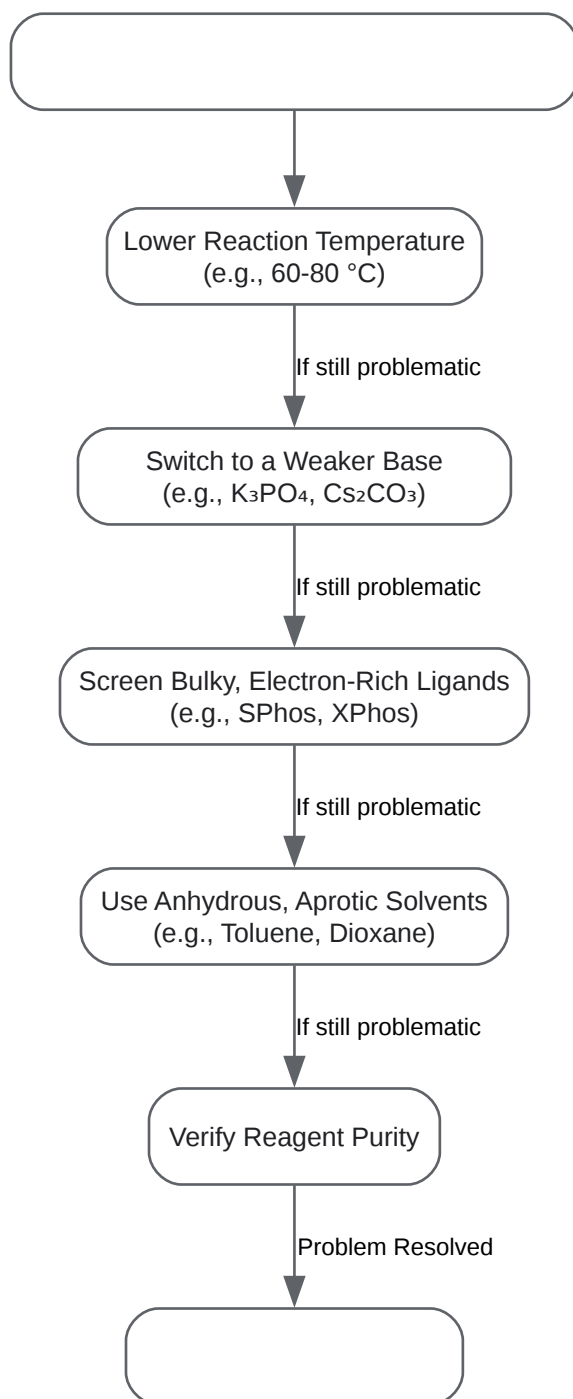 Lower Reaction Temperature
(e.g., 60-80 °C)
If still problematic
Switch to a Weaker Base
(e.g., K₃PO₄, Cs₂CO₃)
If still problematic
Screen Bulky, Electron-Rich Ligands
(e.g., SPhos, XPhos)
If still problematic
Use Anhydrous, Aprotic Solvents
(e.g., Toluene, Dioxane)
If still problematic
Verify Reagent Purity
Problem Resolved